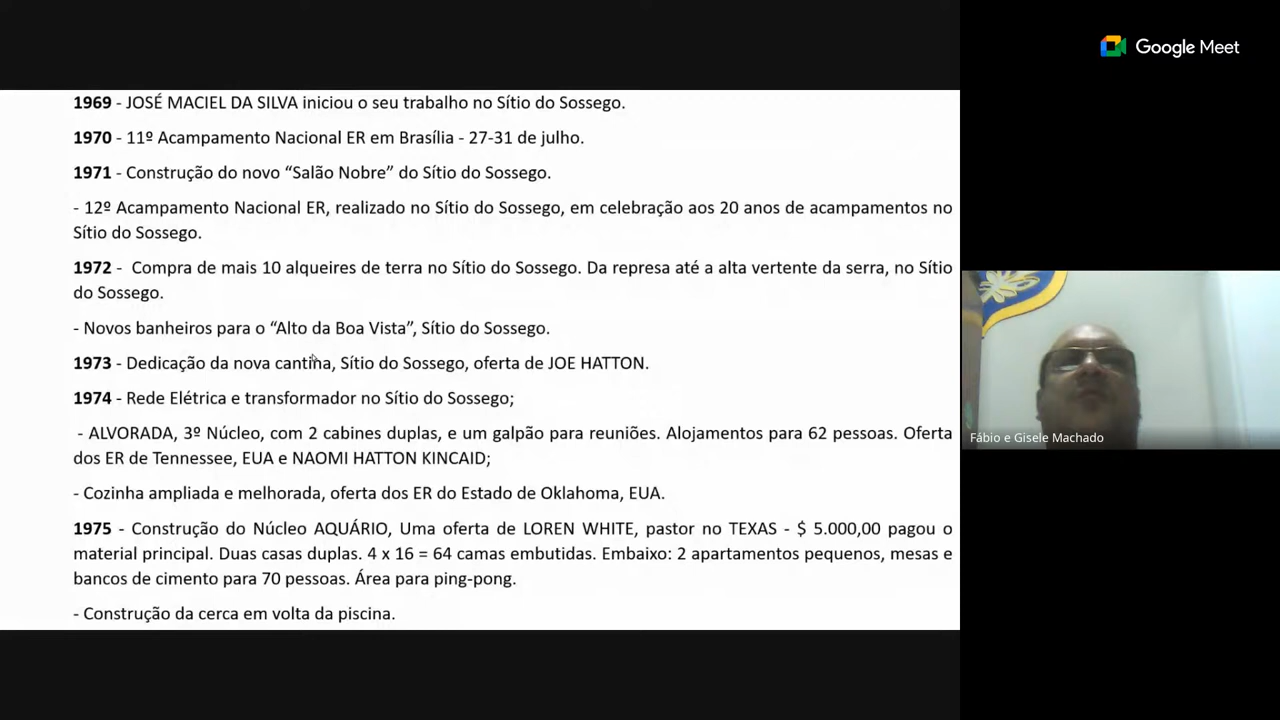 1969 - JOSÉ MACIEL DA SILVA iniciou o seu trabalho no Sítio do Sossego.
1970 - 11º Acampamento Nacional ER em Brasília - 27-31 de julho.
1971 - Construção do novo “Salão Nobre” do Sítio do Sossego.
- 12º Acampamento Nacional ER, realizado no Sítio do Sossego, em celebração aos 20 anos de acampamentos no
Sítio do Sossego.
1972 - Compra de mais 10 alqueires de terra no Sítio do Sossego. Da represa até a alta vertente da serra, no Sítio
do Sossego.
- Novos banheiros para o “Alto da Boa Vista”, Sítio do Sossego.
1973 - Dedicação da nova cantina, Sítio do Sossego, oferta de JOE HATTON.
1974 - Rede Elétrica e transformador no Sítio do Sossego;
- ALVORADA, 3º Núcleo, com 2 cabines duplas, e um galpão para reuniões. Alojamentos para 62 pessoas. Oferta
dos ER de Tennessee, EUA e NAOMI HATTON KINCAID;
- Cozinha ampliada e melhorada, oferta dos ER do Estado de Oklahoma, EUA.
1975 - Construção do Núcleo AQUÁRIO, Uma oferta de LOREN WHITE, pastor no TEXAS - $ 5.000,00 pagou o
material principal. Duas casas duplas. 4 x 16 = 64 camas embutidas. Embaixo: 2 apartamentos pequenos, mesas e
bancos de cimento para 70 pessoas. Área para ping-pong.
- Construção da cerca em volta da piscina.
Google Meet
Fábio e Gisele Machado